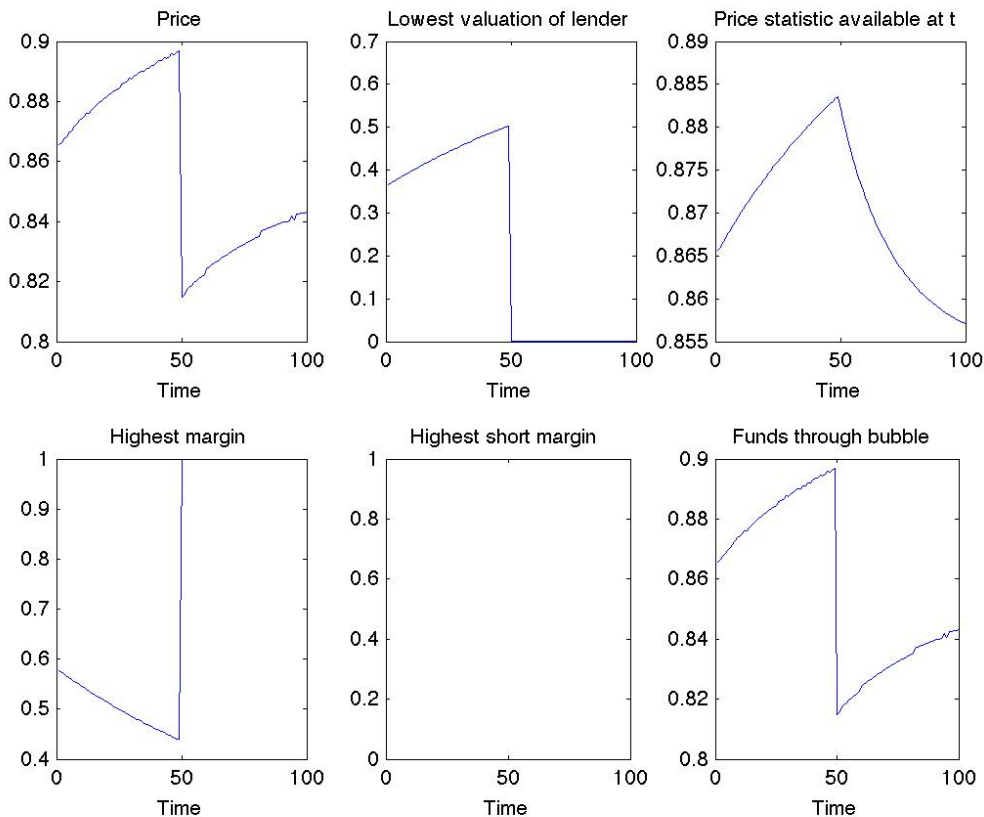 Price
0.9
0.88
0.86
0.84
0.82
0.8
0 50 100
Time
Lowest valuation of lender
0.7
0.6
0.5
0.4
0.3
0.2
0.1
0
0 50 100
Time
Price statistic available at t
0.89
0.885
0.88
0.875
0.87
0.865
0.86
0.855
0 50 100
Time
Highest margin
1
0.9
0.8
0.7
0.6
0.5
0.4
0 50 100
Time
Highest short margin
1
0.8
0.6
0.4
0.2
0
0 50 100
Time
Funds through bubble
0.9
0.88
0.86
0.84
0.82
0.8
0 50 100
Time